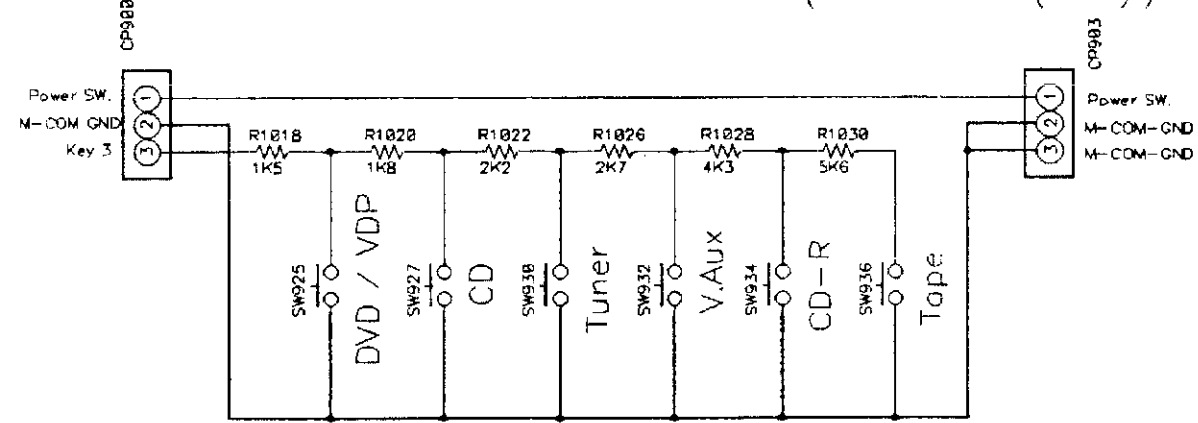 CP900
CP903
Power SW.
1
1
Power SW.
M-COM GND
2
2
M-COM-GND
Key 3
3
3
M-COM-GND
R1018
R1020
R1022
R1026
R1028
R1030
1K5
1K8
2K2
2K7
4K3
5K6
SW925
DVD / VDP
SW927
CD
SW930
Tuner
SW932
V.Aux
SW934
CD-R
SW936
Tape